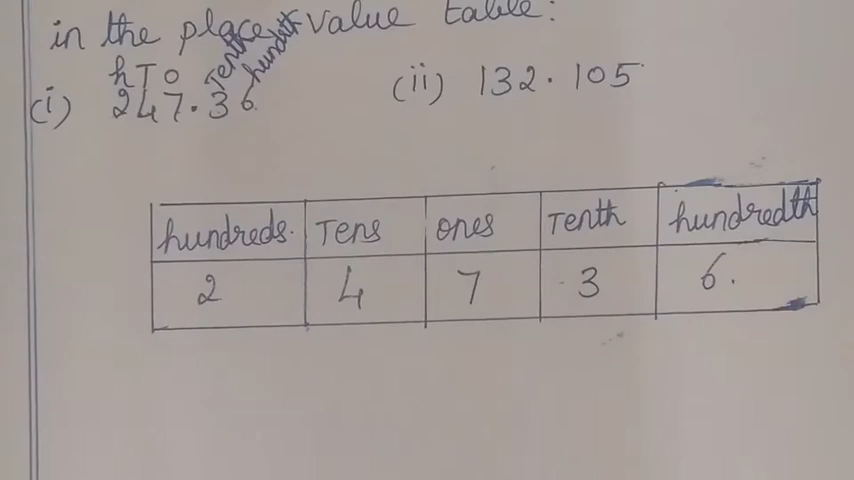 in the place value table:
h T O Tenth hundth
(i) 247.36 (ii) 132.105
hundreds. Tens ones Tenth hundredth
2 4 7 3 6.